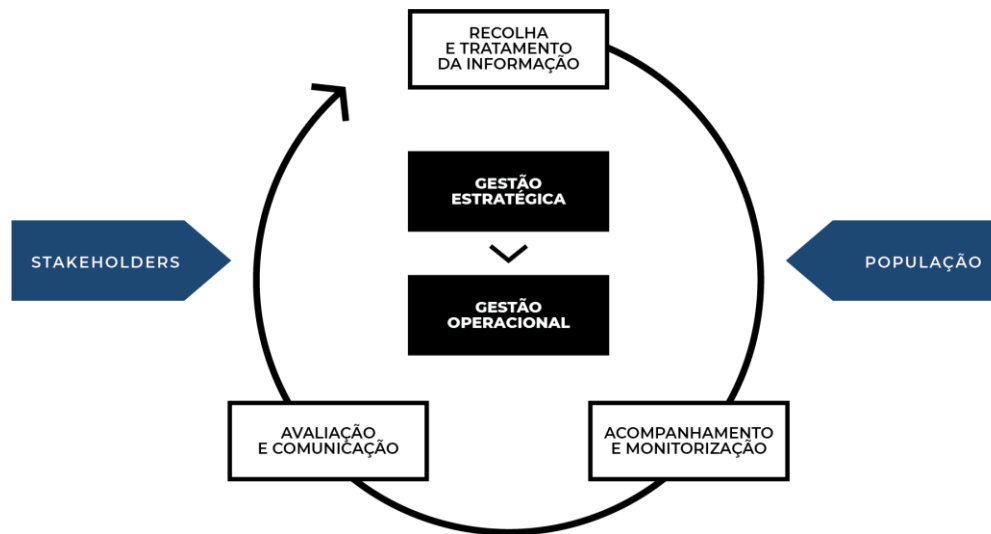 RECOLHA
E TRATAMENTO
DA INFORMAÇÃO
GESTÃO
ESTRATÉGICA
STAKEHOLDERS
POPULAÇÃO
GESTÃO
OPERACIONAL
AVALIAÇÃO
E COMUNICAÇÃO
ACOMPANHAMENTO
E MONITORIZAÇÃO